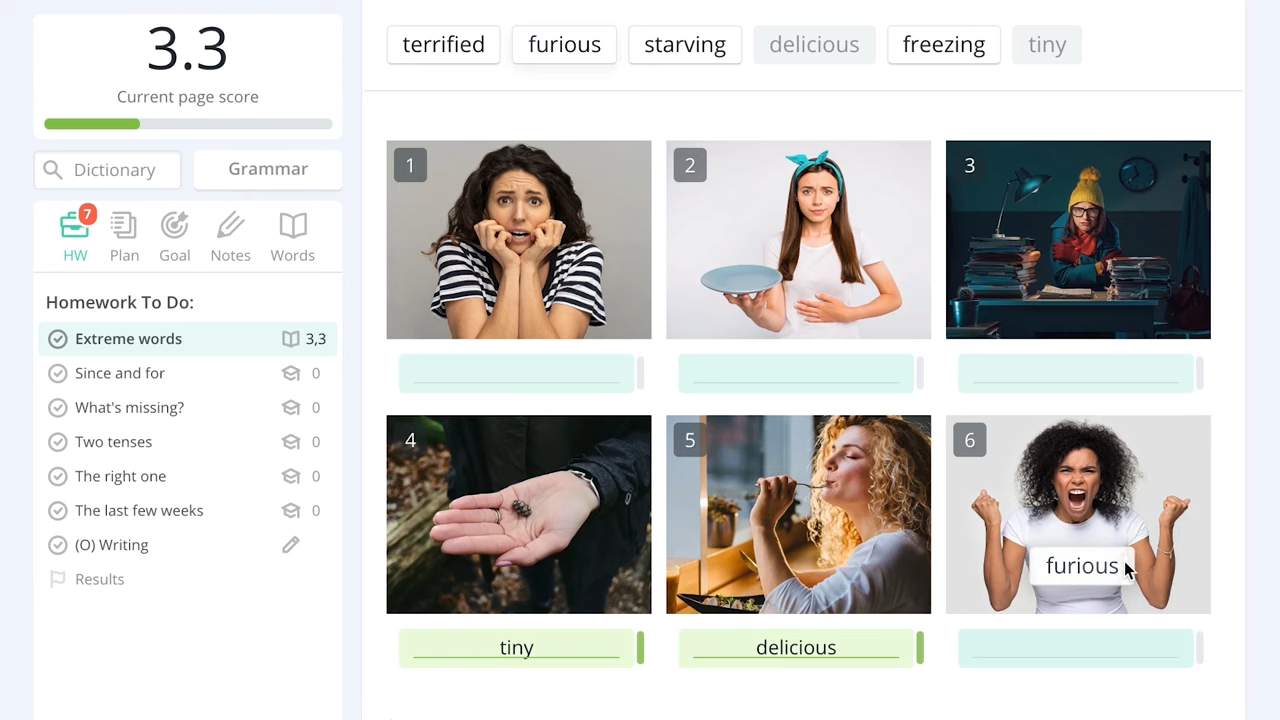 3.3
Current page score
Dictionary
Grammar
7
HW
Plan
Goal
Notes
Words
Homework To Do:
Extreme words 3,3
Since and for 0
What's missing? 0
Two tenses 0
The right one 0
The last few weeks 0
(O) Writing
Results
terrified furious starving delicious freezing tiny
1 2 3
4 5 6
furious
tiny delicious